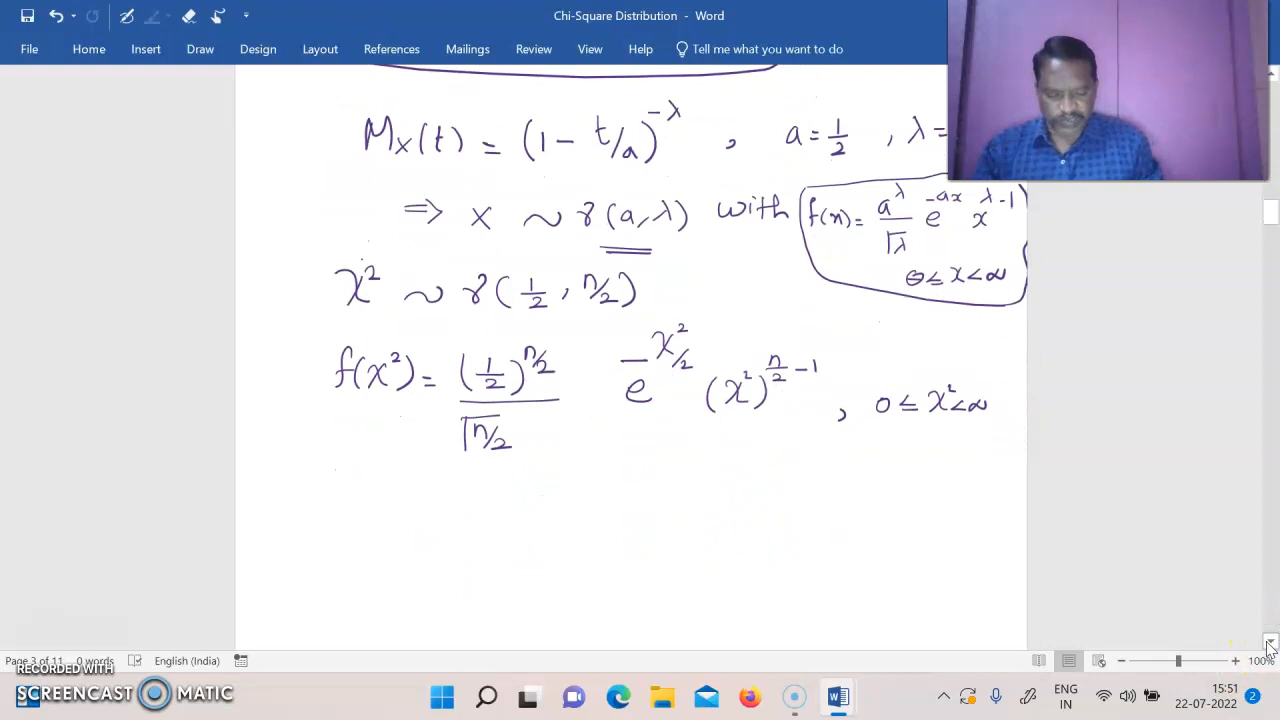 Chi-Square Distribution - Word
File Home Insert Draw Design Layout References Mailings Review View Help Tell me what you want to do
M_X(t) = (1 - t/a)^{-λ} , a = 1/2 , λ =
⇒ X ~ γ(a, λ) with f(x) = a^λ/Γλ e^{-ax} x^{λ-1}
0 ≤ x < ∞
χ² ~ γ(1/2, n/2)
f(χ²) = (1/2)^{n/2}/Γn/2 e^{-χ²/2} (χ²)^{n/2 - 1} , 0 ≤ χ² < ∞
Page 3 of 11 0 words English (India) 100%
RECORDED WITH
SCREENCAST MATIC
ENG
IN
15:51
22-07-2022
2